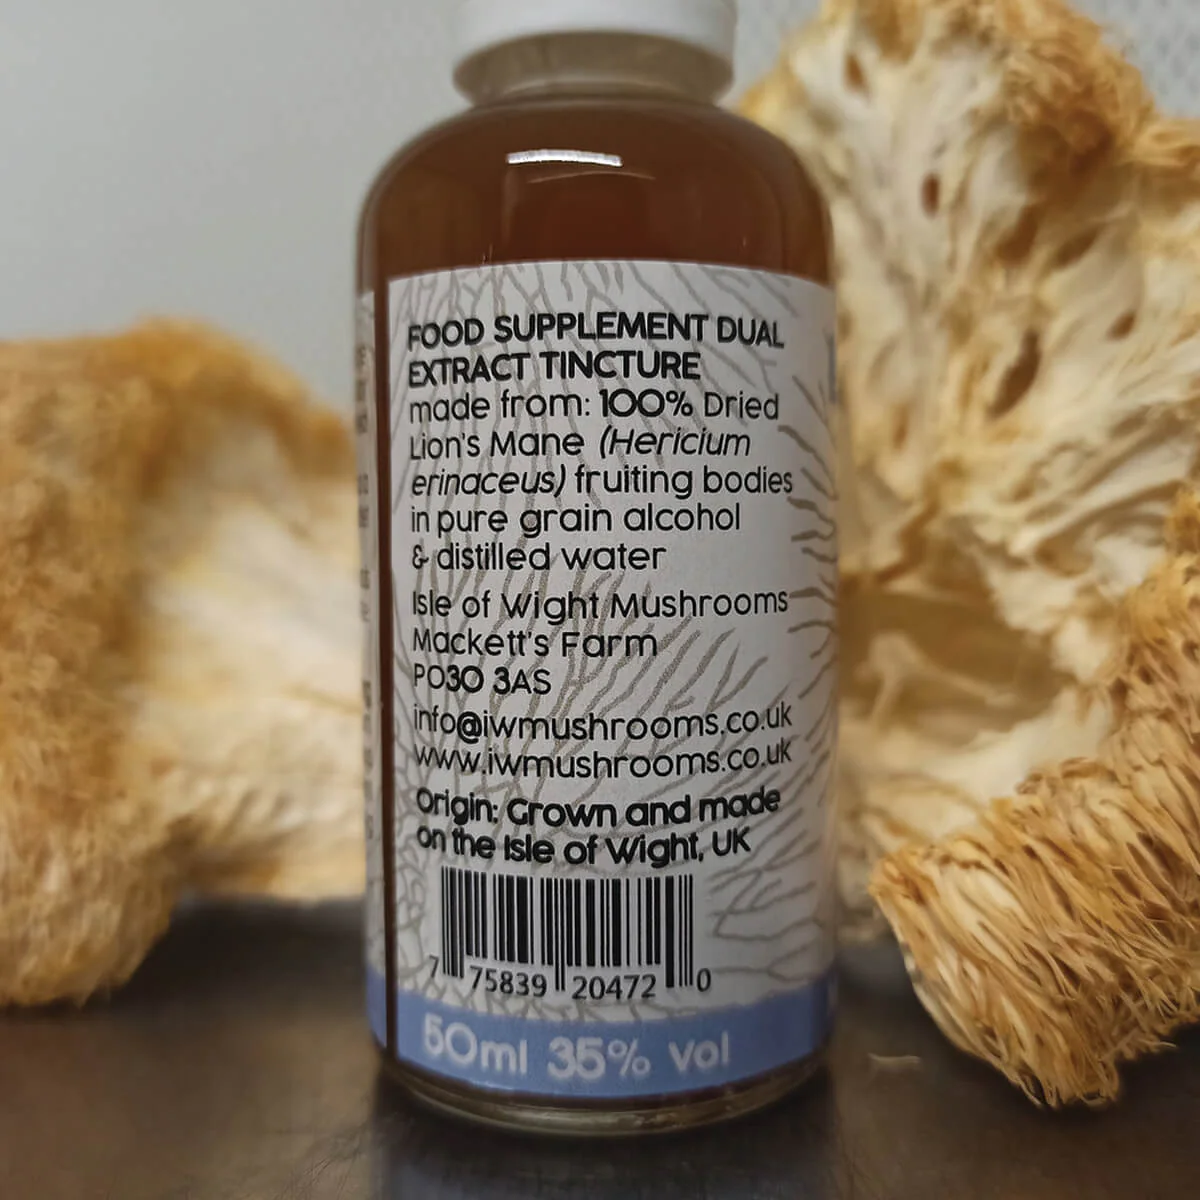 FOOD SUPPLEMENT DUAL
EXTRACT TINCTURE
made from: 100% Dried
Lion's Mane (Hericium
erinaceus) fruiting bodies
in pure grain alcohol
& distilled water
Isle of Wight Mushrooms
Mackett's Farm
PO30 3AS
info@iwmushrooms.co.uk
www.iwmushrooms.co.uk
Origin: Grown and made
on the Isle of Wight, UK
7 75839 20472 0
50ml 35% vol